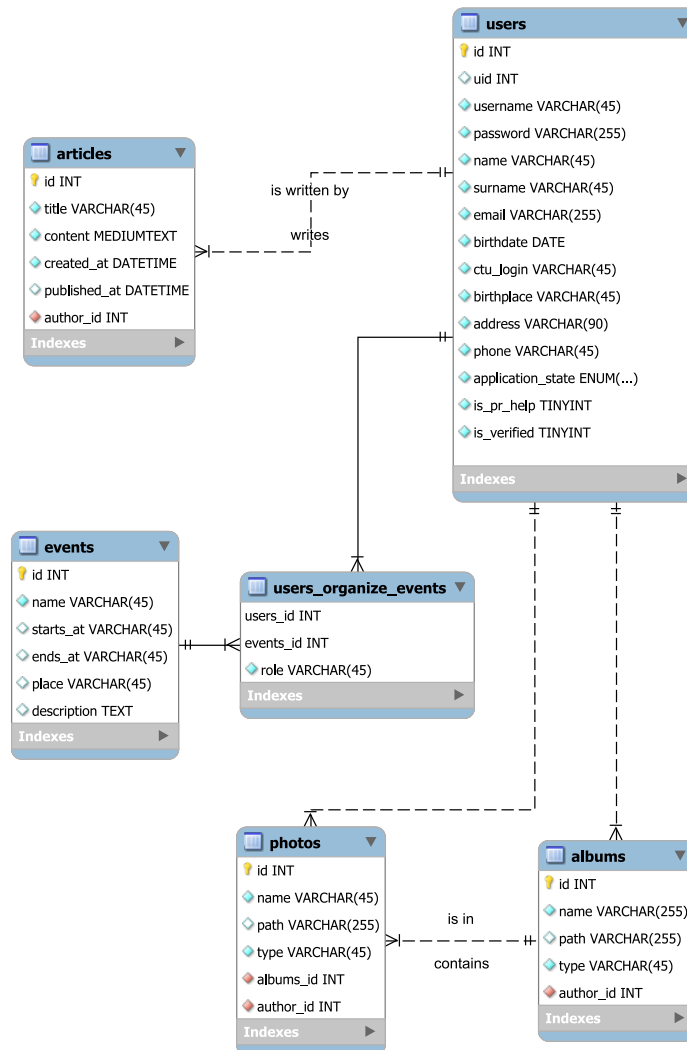 users
id INT
uid INT
username VARCHAR(45)
password VARCHAR(255)
name VARCHAR(45)
surname VARCHAR(45)
email VARCHAR(255)
birthdate DATE
ctu_login VARCHAR(45)
birthplace VARCHAR(45)
address VARCHAR(90)
phone VARCHAR(45)
application_state ENUM(...)
is_pr_help TINYINT
is_verified TINYINT
Indexes
articles
id INT
title VARCHAR(45)
content MEDIUMTEXT
created_at DATETIME
published_at DATETIME
author_id INT
Indexes
is written by
writes
events
id INT
name VARCHAR(45)
starts_at VARCHAR(45)
ends_at VARCHAR(45)
place VARCHAR(45)
description TEXT
Indexes
users_organize_events
users_id INT
events_id INT
role VARCHAR(45)
Indexes
photos
id INT
name VARCHAR(45)
path VARCHAR(255)
type VARCHAR(45)
albums_id INT
author_id INT
Indexes
is in
contains
albums
id INT
name VARCHAR(255)
path VARCHAR(255)
type VARCHAR(45)
author_id INT
Indexes